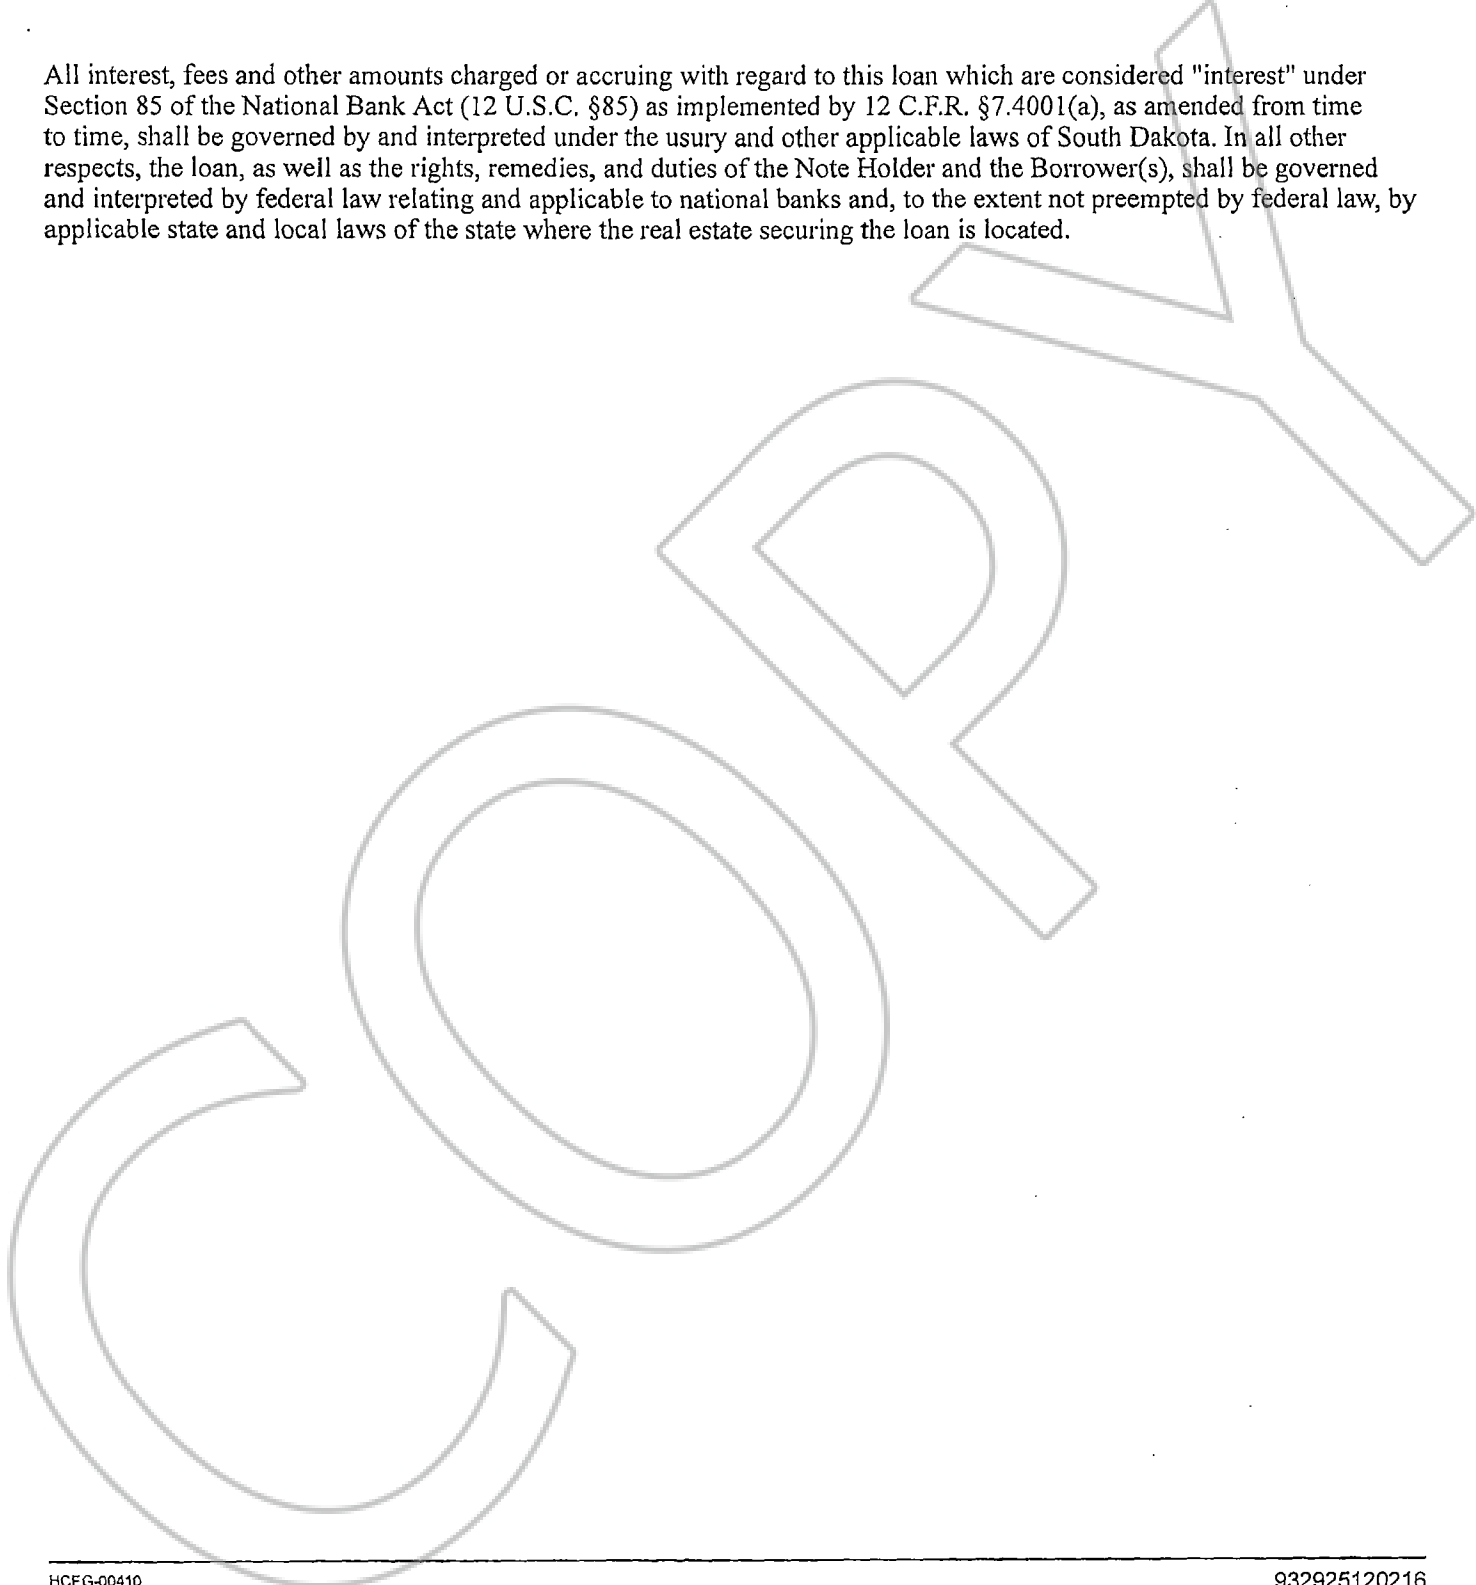 All interest, fees and other amounts charged or accruing with regard to this loan which are considered "interest" under
Section 85 of the National Bank Act (12 U.S.C. §85) as implemented by 12 C.F.R. §7.4001(a), as amended from time
to time, shall be governed by and interpreted under the usury and other applicable laws of South Dakota. In all other
respects, the loan, as well as the rights, remedies, and duties of the Note Holder and the Borrower(s), shall be governed
and interpreted by federal law relating and applicable to national banks and, to the extent not preempted by federal law, by
applicable state and local laws of the state where the real estate securing the loan is located.
COPY
HCFG-00410
932925120216